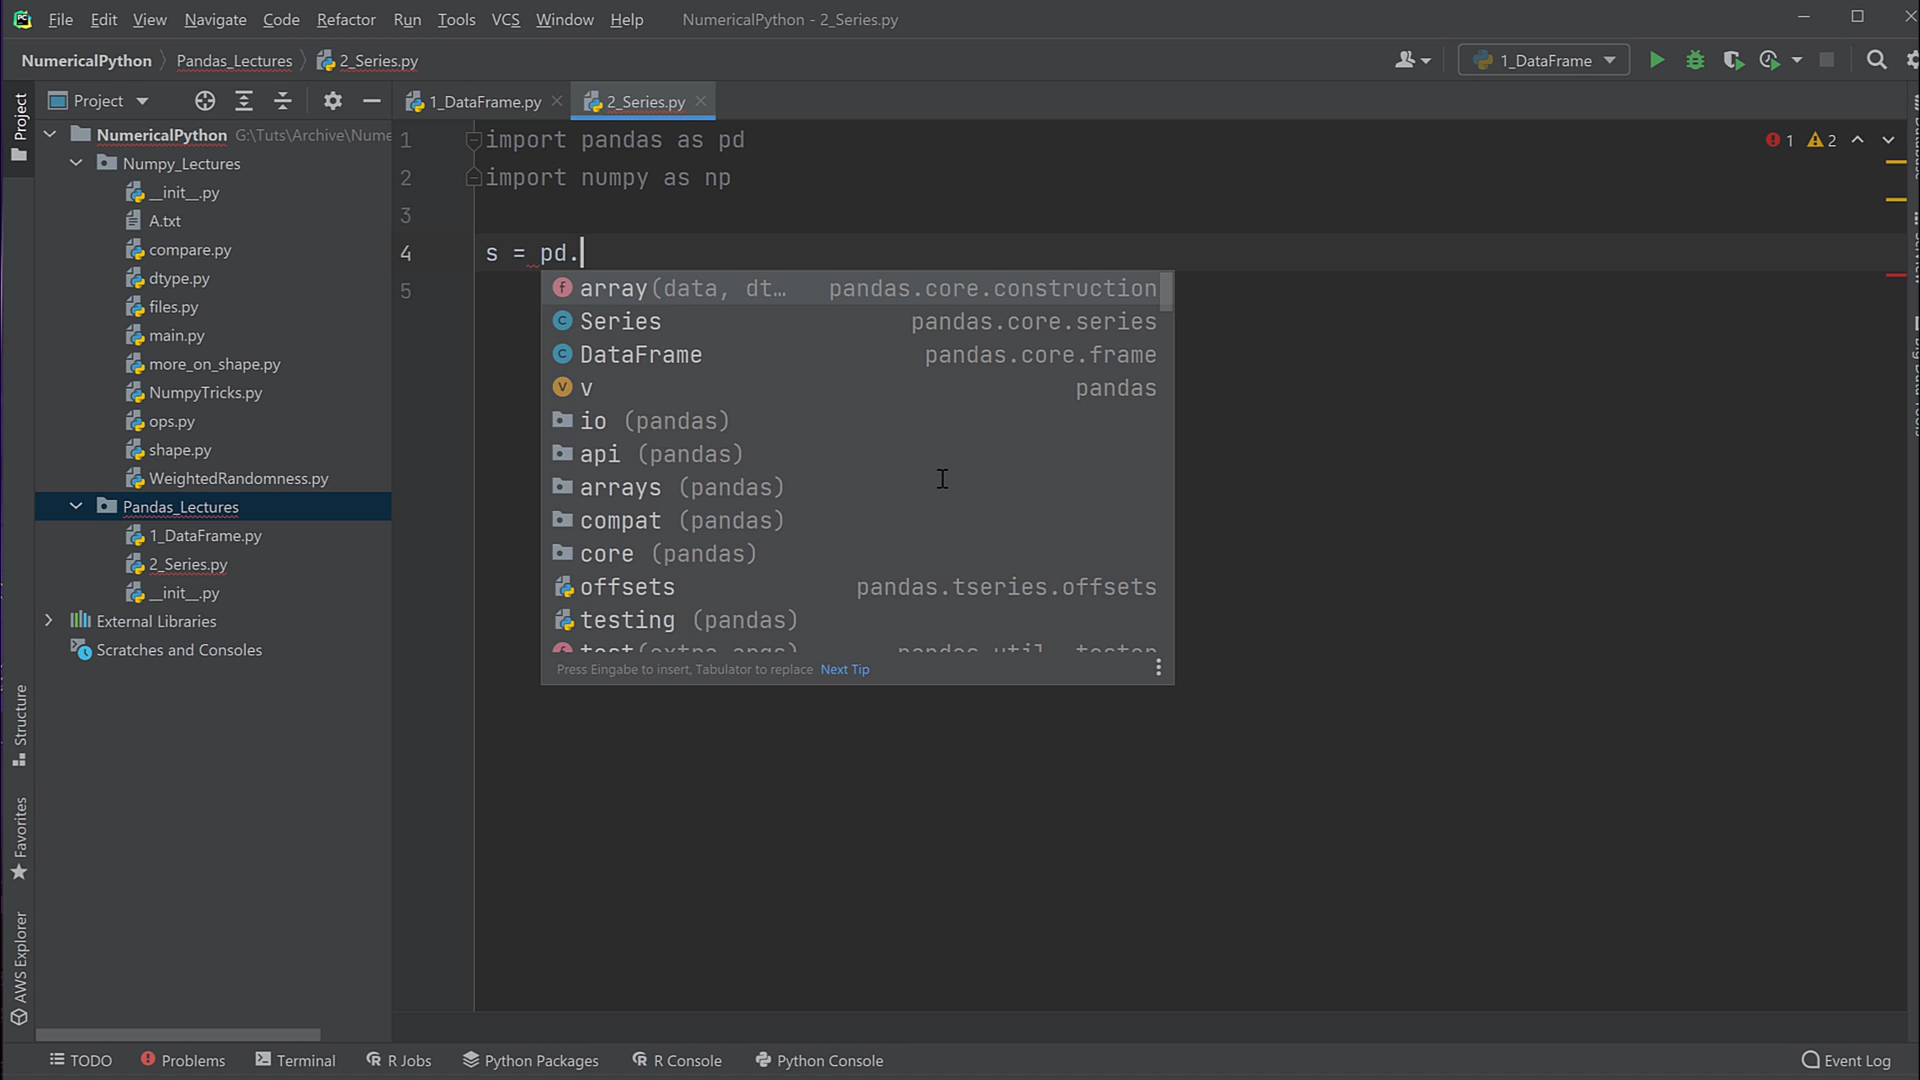 File Edit View Navigate Code Refactor Run Tools VCS Window Help NumericalPython - 2_Series.py
NumericalPython Pandas_Lectures 2_Series.py 1_DataFrame
Project 1_DataFrame.py 2_Series.py
Project
NumericalPython G:\Tuts\Archive\Nume
Numpy_Lectures
__init__.py
A.txt
compare.py
dtype.py
files.py
main.py
more_on_shape.py
NumpyTricks.py
ops.py
shape.py
WeightedRandomness.py
Pandas_Lectures
1_DataFrame.py
2_Series.py
__init__.py
External Libraries
Scratches and Consoles
Structure
Favorites
AWS Explorer
1 import pandas as pd
2 import numpy as np
3
4 s = pd.
5
1 2
array(data, dt... pandas.core.construction
Series pandas.core.series
DataFrame pandas.core.frame
v pandas
io (pandas)
api (pandas)
arrays (pandas)
compat (pandas)
core (pandas)
offsets pandas.tseries.offsets
testing (pandas)
test(extra_args) pandas.util._tester
Press Eingabe to insert, Tabulator to replace Next Tip
TODO Problems Terminal R Jobs Python Packages R Console Python Console Event Log